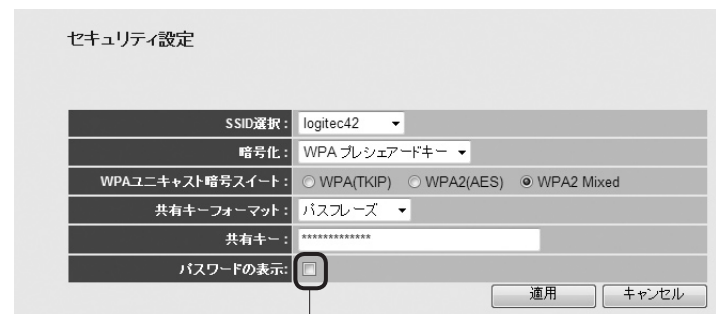 セキュリティ設定
SSID選択: logitec42
暗号化: WPA プレシェアードキー
WPAユニキャスト暗号スイート: WPA(TKIP) WPA2(AES) WPA2 Mixed
共有キーフォーマット: パスフレーズ
共有キー: *************
パスワードの表示:
適用 キャンセル